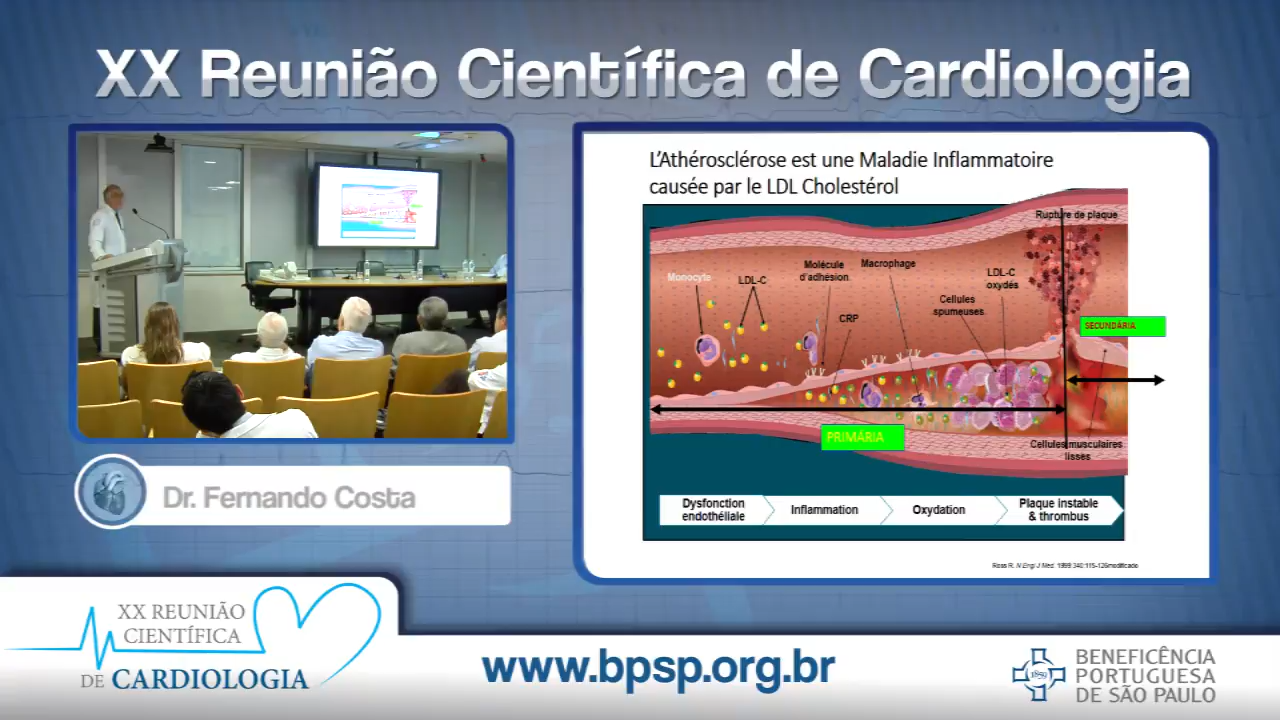 XX Reunião Científica de Cardiologia
L'Athérosclérose est une Maladie Inflammatoire
causée par le LDL Cholestérol
Rupture de plaque
Monocyte
LDL-C
Molécule
d'adhésion
Macrophage
LDL-C
oxydés
Cellules
spumeuses
CRP
SECUNDÁRIA
PRIMÁRIA
Cellules musculaires
lisses
Dysfonction
endothéliale
Inflammation
Oxydation
Plaque instable
& thrombus
Ross R. N Engl J Med. 1999 340:115-126modificado
Dr. Fernando Costa
XX REUNIÃO
CIENTÍFICA
DE CARDIOLOGIA
www.bpsp.org.br
1859
BENEFICÊNCIA
PORTUGUESA
DE SÃO PAULO